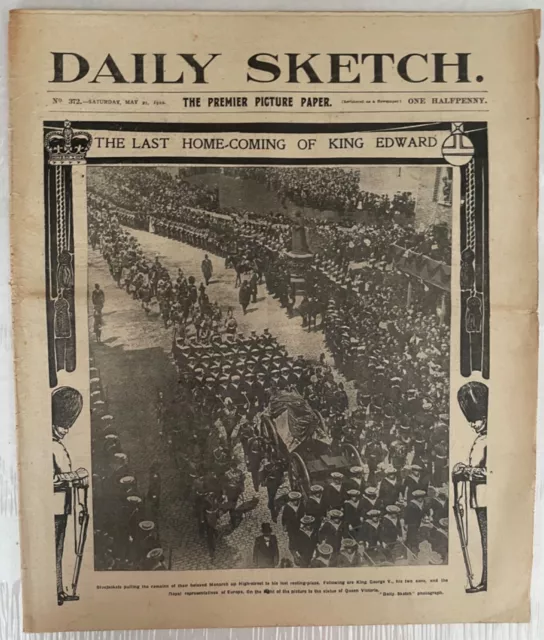 DAILY SKETCH.
No. 372.—SATURDAY, MAY 21, 1910. THE PREMIER PICTURE PAPER. (Registered as a Newspaper.) ONE HALFPENNY.
THE LAST HOME-COMING OF KING EDWARD
Bluejackets pulling the remains of their beloved Monarch up High-street to his last resting-place. Following are King George V., his two sons, and the
Royal representatives of Europe. On the right of the picture is the statue of Queen Victoria. "Daily Sketch" photograph.